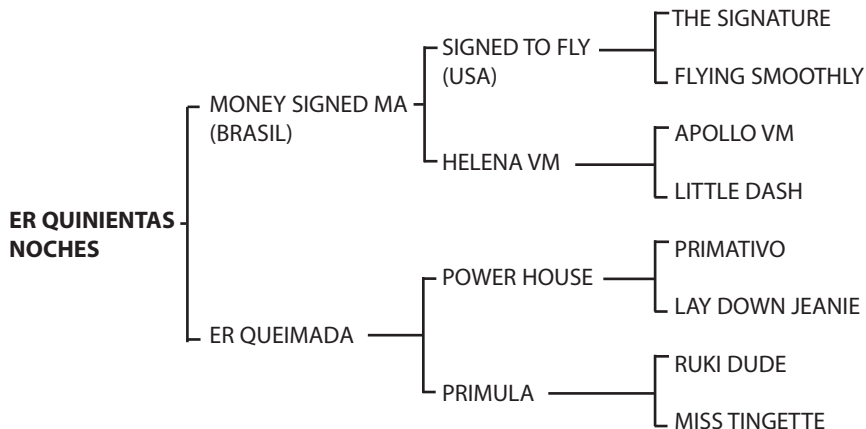 THE SIGNATURE
SIGNED TO FLY
(USA)
FLYING SMOOTHLY
MONEY SIGNED MA
(BRASIL)
APOLLO VM
HELENA VM
LITTLE DASH
ER QUINIENTAS
NOCHES
PRIMATIVO
POWER HOUSE
LAY DOWN JEANIE
ER QUEIMADA
RUKI DUDE
PRIMULA
MISS TINGETTE